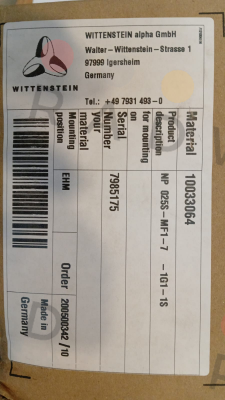 WITTENSTEIN alpha GmbH
Walter-Wittenstein-Strasse 1
97999 Igersheim
Germany
WITTENSTEIN
Tel.: +49 7931 493-0
Material 10033064
Product description NP 025S-MF1-7 -1G1-1S
for mounting on
Serial Number 7985175
your material
Mounting position EHM
Order 200500342 /10
Made in
Germany